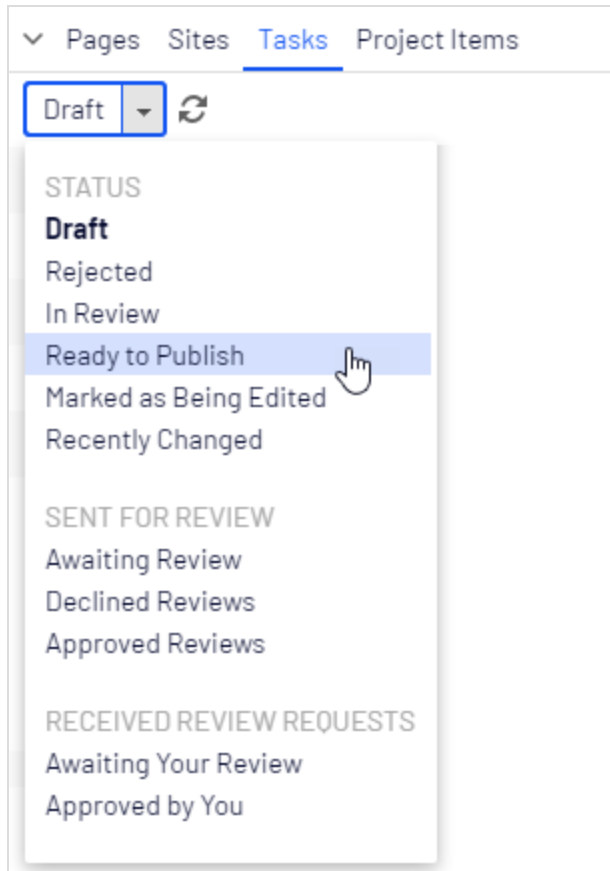 Pages Sites Tasks Project Items
Draft
STATUS
Draft
Rejected
In Review
Ready to Publish
Marked as Being Edited
Recently Changed
SENT FOR REVIEW
Awaiting Review
Declined Reviews
Approved Reviews
RECEIVED REVIEW REQUESTS
Awaiting Your Review
Approved by You